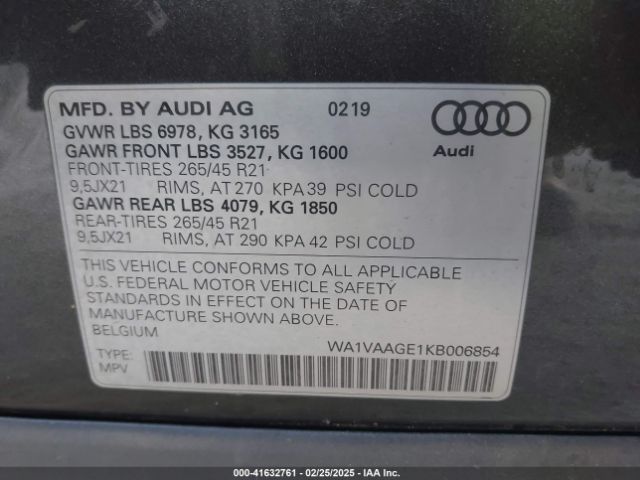 MFD. BY AUDI AG 0219
GVWR LBS 6978, KG 3165
GAWR FRONT LBS 3527, KG 1600
Audi
FRONT-TIRES 265/45 R21
9,5JX21 RIMS, AT 270 KPA 39 PSI COLD
GAWR REAR LBS 4079, KG 1850
REAR-TIRES 265/45 R21
9,5JX21 RIMS, AT 290 KPA 42 PSI COLD
THIS VEHICLE CONFORMS TO ALL APPLICABLE
U.S. FEDERAL MOTOR VEHICLE SAFETY
STANDARDS IN EFFECT ON THE DATE OF
MANUFACTURE SHOWN ABOVE.
BELGIUM
WA1VAAGE1KB006854
TYPE:
MPV
000-41632761 / 02/25/2025 / IAA Vehicles